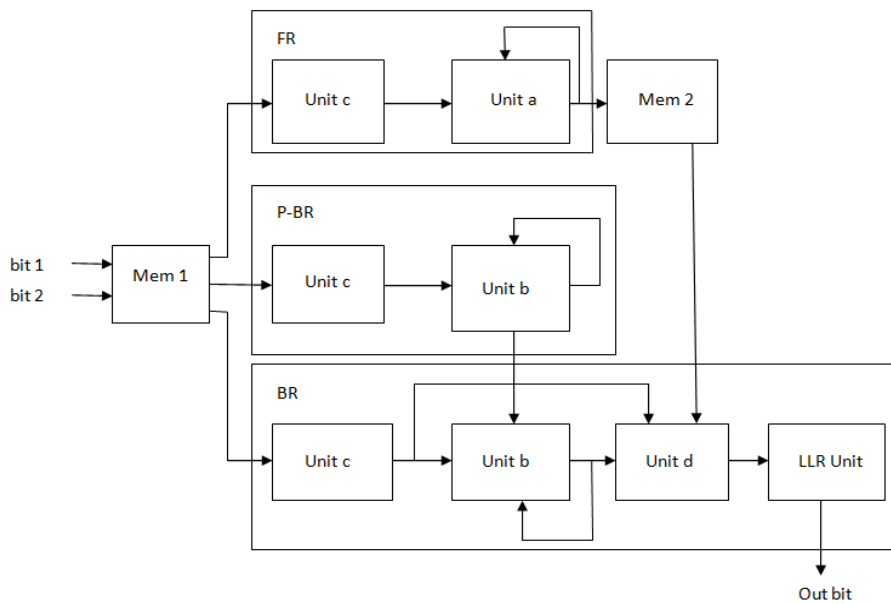 FR
Unit c
Unit a
Mem 2
P-BR
bit 1
bit 2
Mem 1
Unit c
Unit b
BR
Unit c
Unit b
Unit d
LLR Unit
Out bit